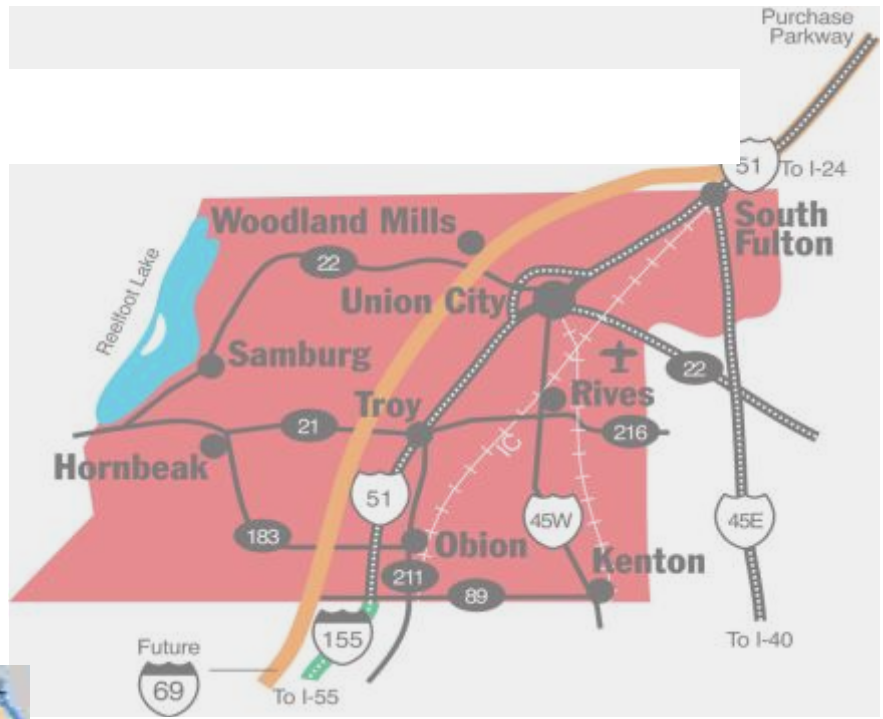 Purchase
Parkway
51
To I-24
South
Fulton
Woodland Mills
22
Reelfoot Lake
Union City
Samburg
22
Troy
Rives
21
216
IC
Hornbeak
51
45W
45E
183
Obion
Kenton
211
89
155
To I-40
Future
69
To I-55